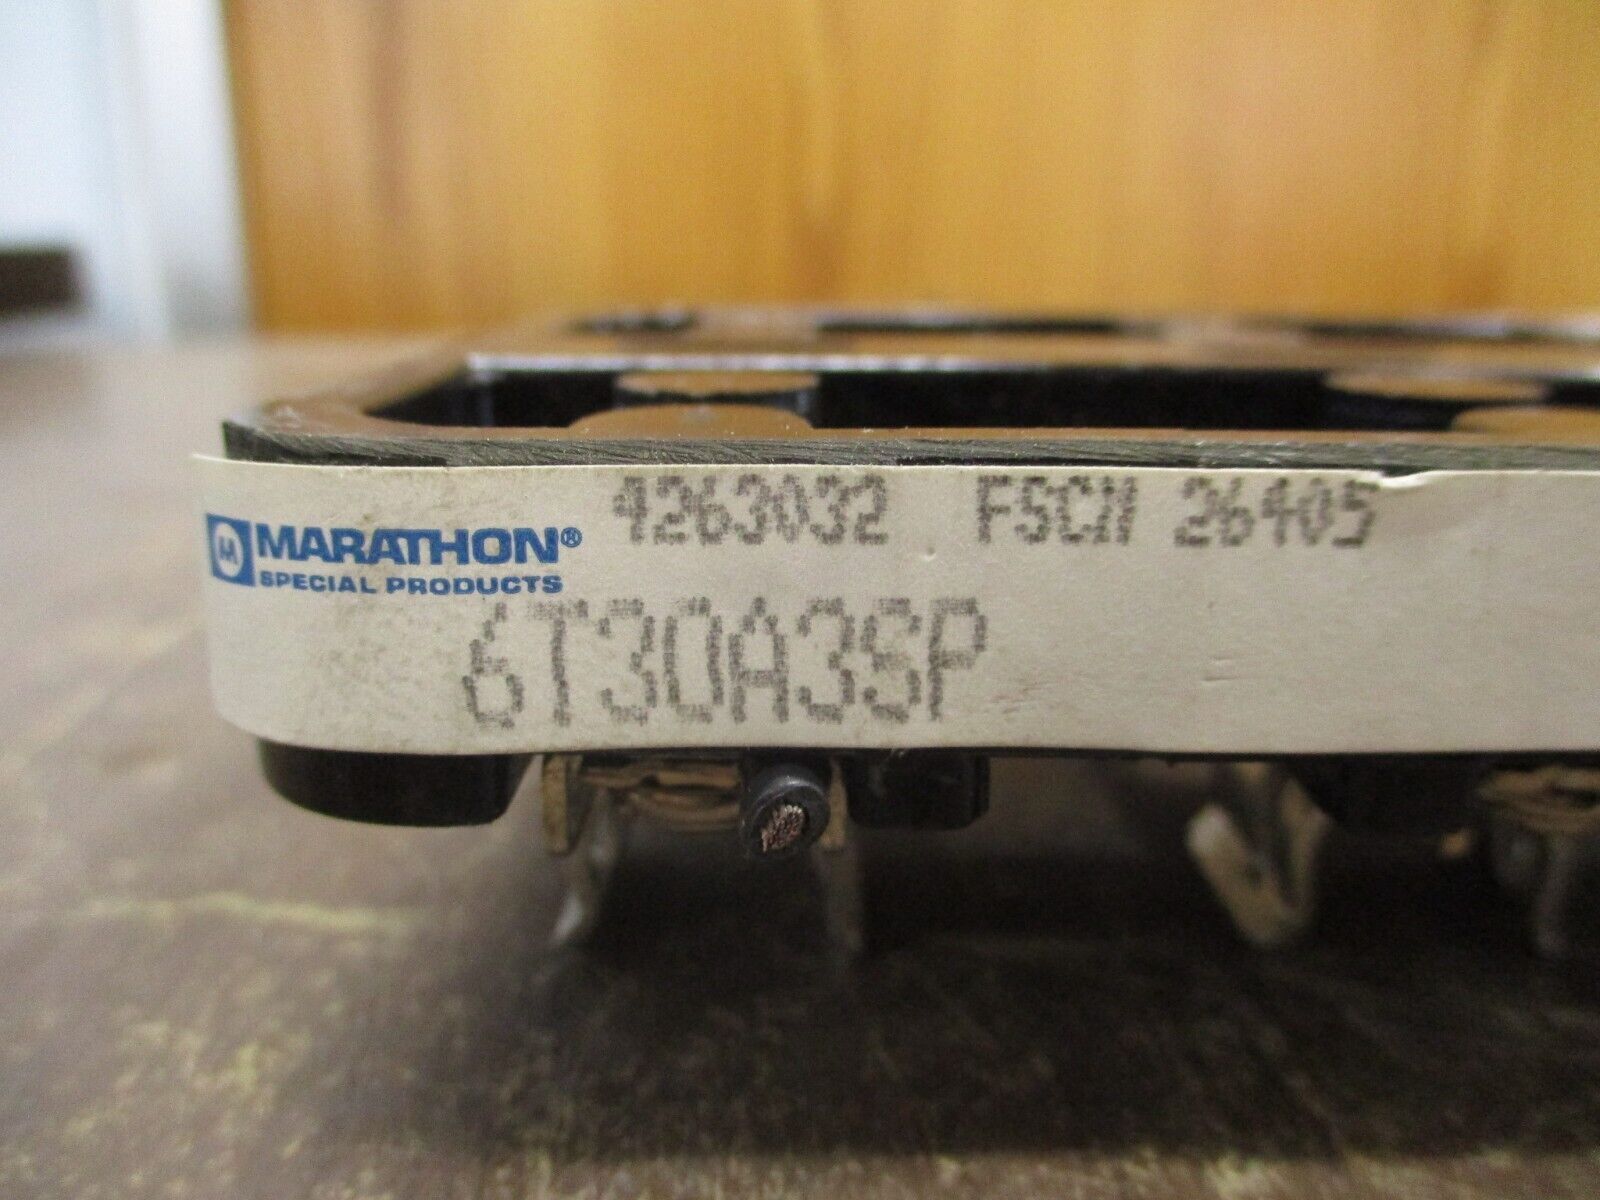 4263032 FSCM 26405
M MARATHON®
SPECIAL PRODUCTS
6T30A3SP